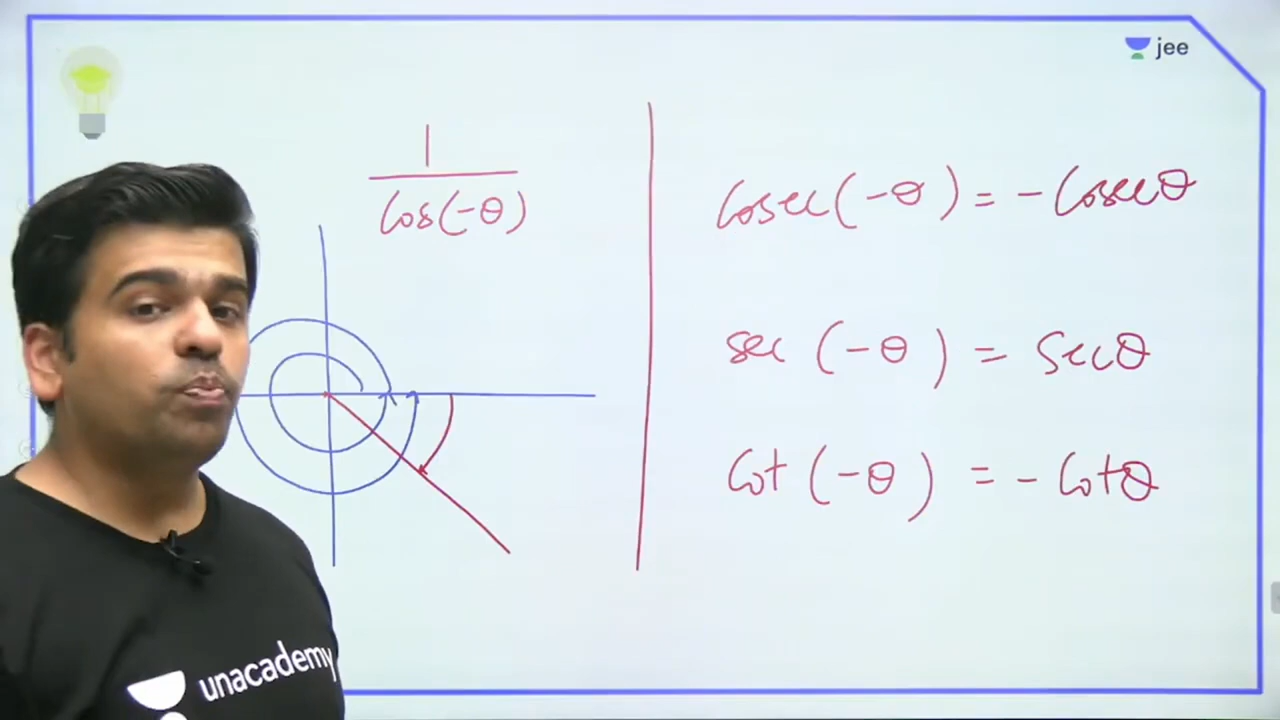 jee
1
cos(-θ)
cosec(-θ) = - cosecθ
sec (-θ) = secθ
cot (-θ) = - cotθ
unacademy